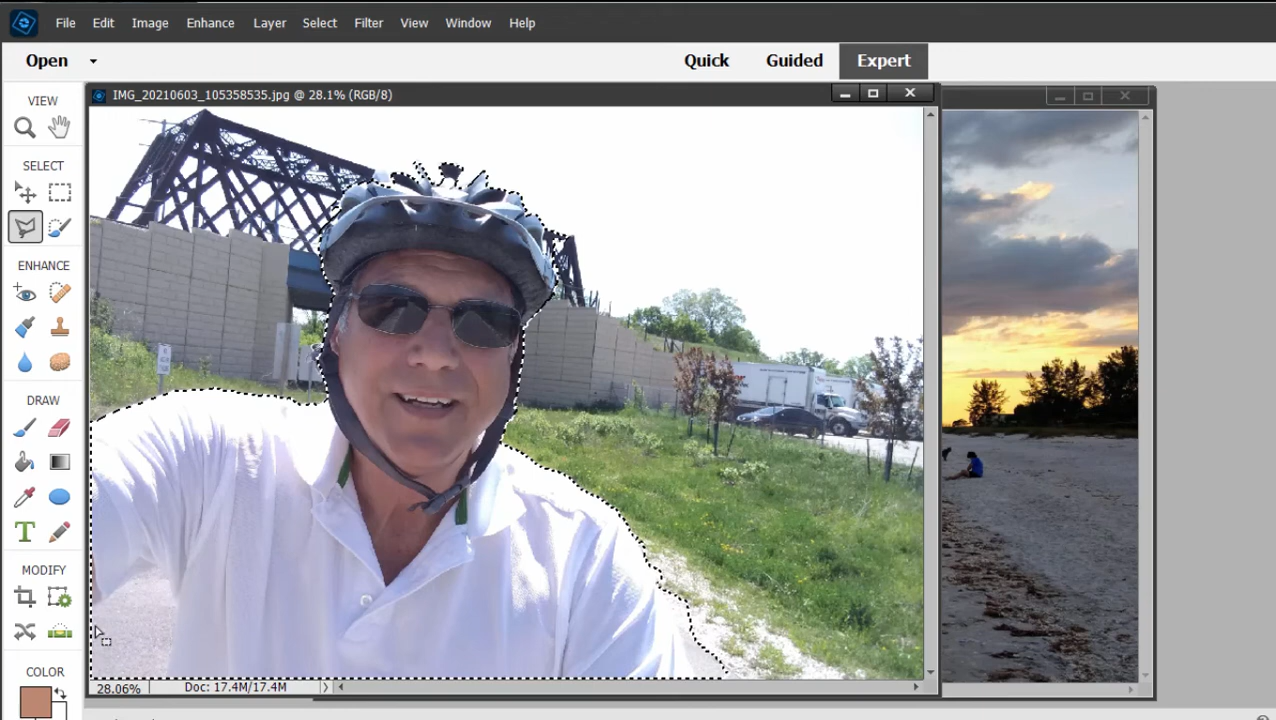 File Edit Image Enhance Layer Select Filter View Window Help
Open Quick Guided Expert
VIEW
IMG_20210603_105358535.jpg @ 28.1% (RGB/8)
SELECT
ENHANCE
DRAW
T
MODIFY
COLOR
28.06% Doc: 17.4M/17.4M